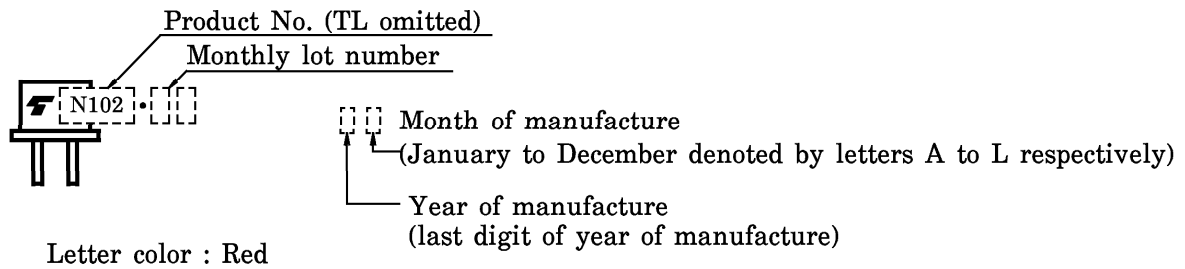 Product No. (TL omitted)
Monthly lot number
N102
Month of manufacture
(January to December denoted by letters A to L respectively)
Year of manufacture
(last digit of year of manufacture)
Letter color : Red